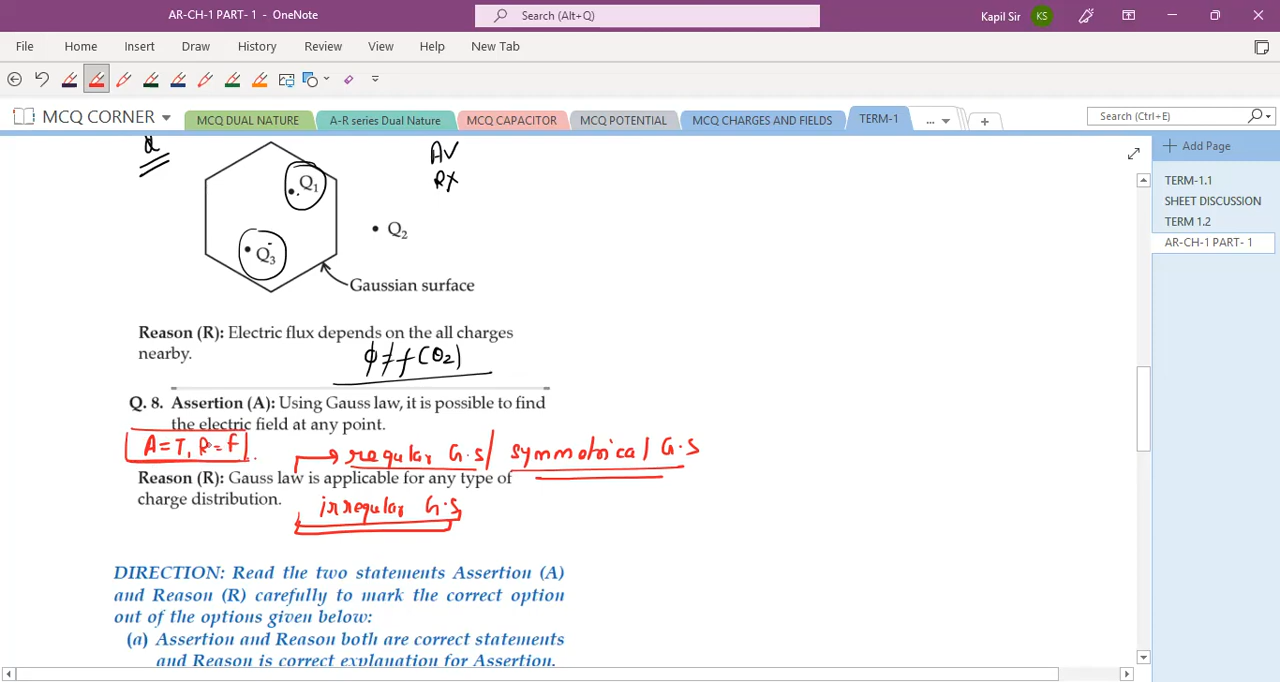 AR-CH-1 PART- 1 - OneNote
Search (Alt+Q)
Kapil Sir
KS
File
Home
Insert
Draw
History
Review
View
Help
New Tab
MCQ CORNER
MCQ DUAL NATURE
A-R series Dual Nature
MCQ CAPACITOR
MCQ POTENTIAL
MCQ CHARGES AND FIELDS
TERM-1
...
Search (Ctrl+E)
Add Page
TERM-1.1
SHEET DISCUSSION
TERM 1.2
AR-CH-1 PART- 1
A✓
R✗
Q₁
Q₂
Q₃⁻
Gaussian surface
Reason (R): Electric flux depends on the all charges
nearby.
ϕ ≠ f(Q₂)
Q. 8. Assertion (A): Using Gauss law, it is possible to find
the electric field at any point.
A = T, R = f
regular G.S / symmetrical G.S
Reason (R): Gauss law is applicable for any type of
charge distribution.
irregular G.S
DIRECTION: Read the two statements Assertion (A)
and Reason (R) carefully to mark the correct option
out of the options given below:
(a) Assertion and Reason both are correct statements
and Reason is correct explanation for Assertion.